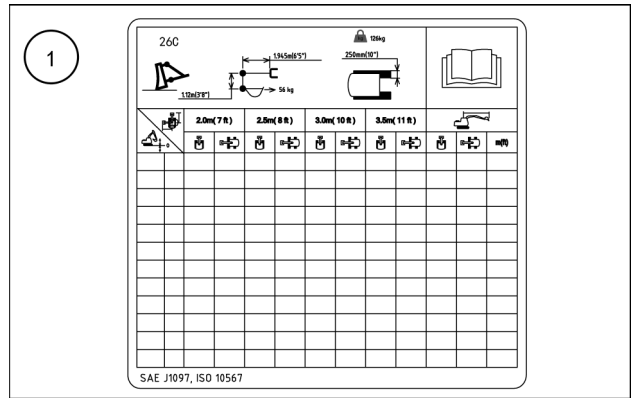 1
26C
126kg
1.945m(6'5")
250mm(10")
1.12m(3'8")
56 kg
2.0m( 7 ft ) 2.5m( 8 ft ) 3.0m( 10 ft ) 3.5m( 11 ft )
0
m(ft)
SAE J1097, ISO 10567